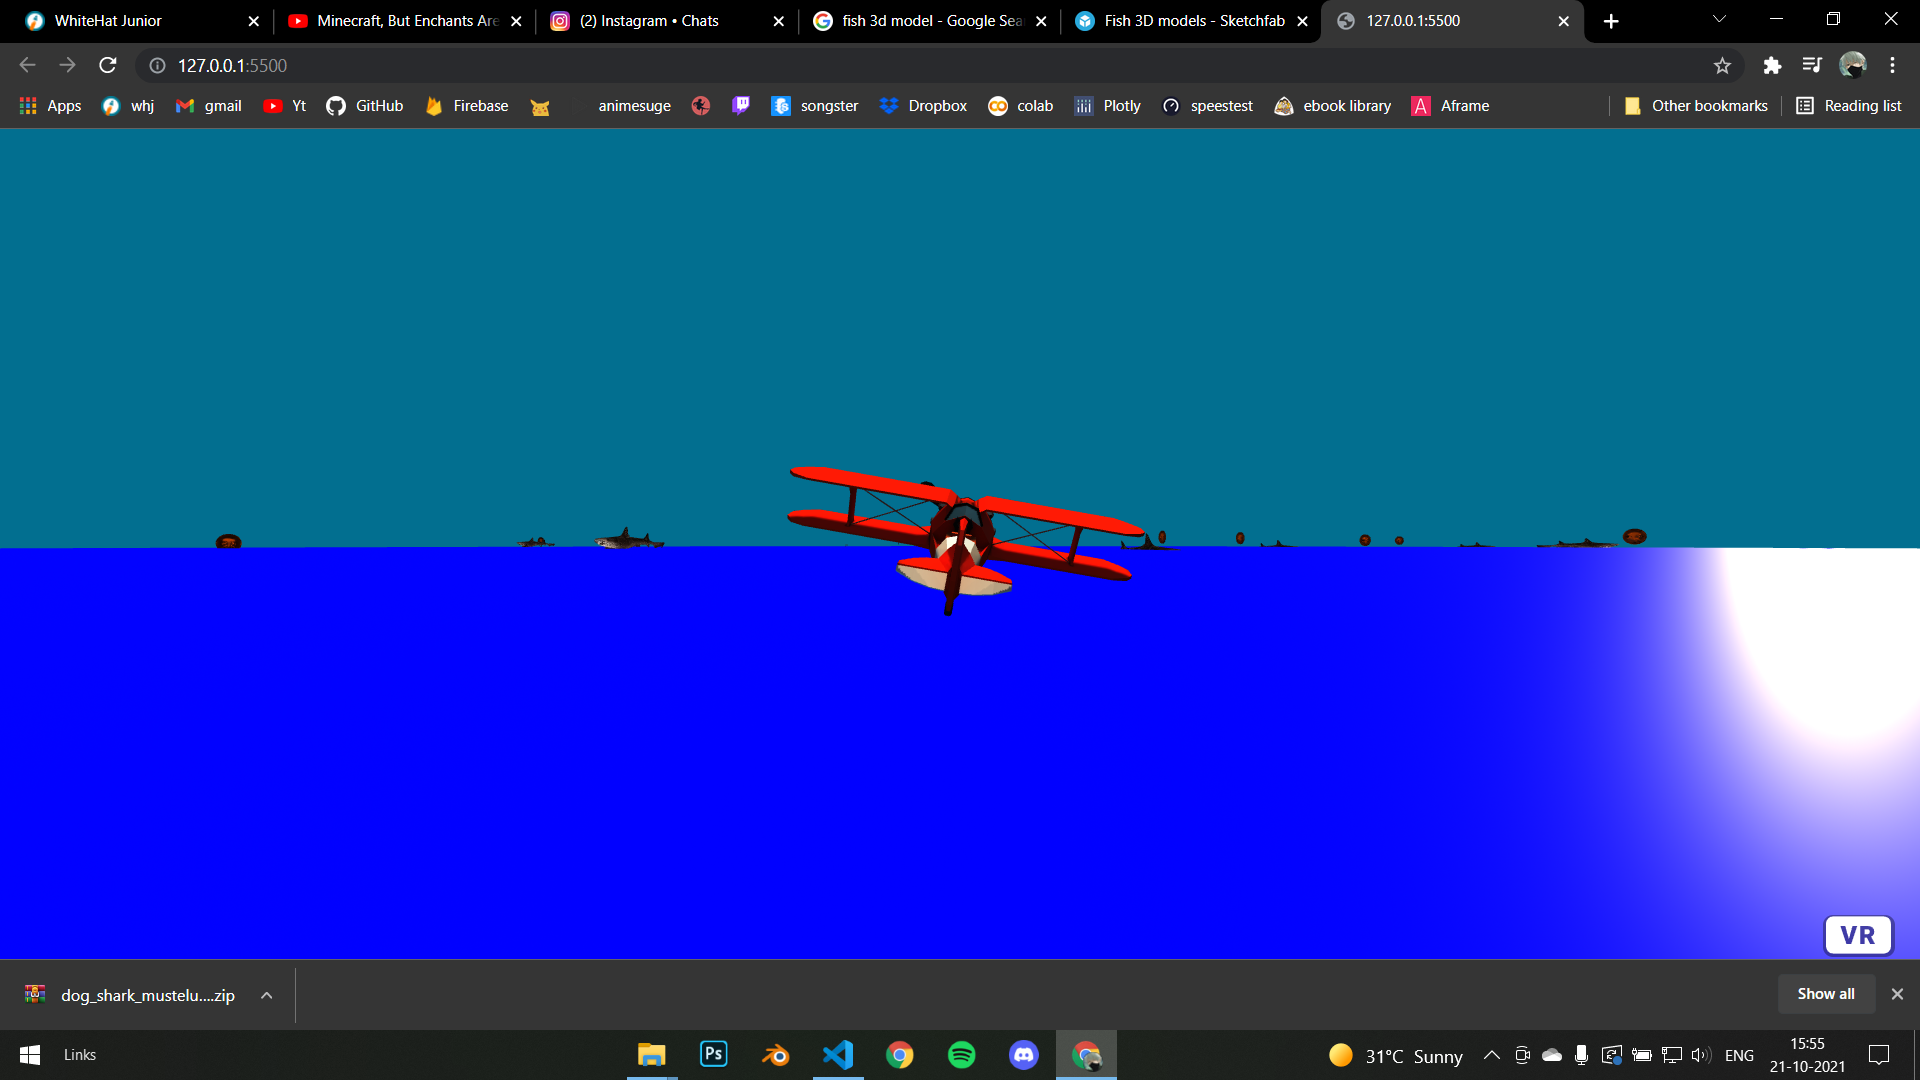 WhiteHat Junior
Minecraft, But Enchants Are
(2) Instagram • Chats
fish 3d model - Google Sea
Fish 3D models - Sketchfab
127.0.0.1:5500
127.0.0.1:5500
Apps
whj
gmail
Yt
GitHub
Firebase
animesuge
songster
Dropbox
colab
Plotly
speestest
ebook library
A Aframe
Other bookmarks
Reading list
VR
dog_shark_mustelu....zip
Show all
Links
Ps
31°C Sunny
ENG
15:55
21-10-2021